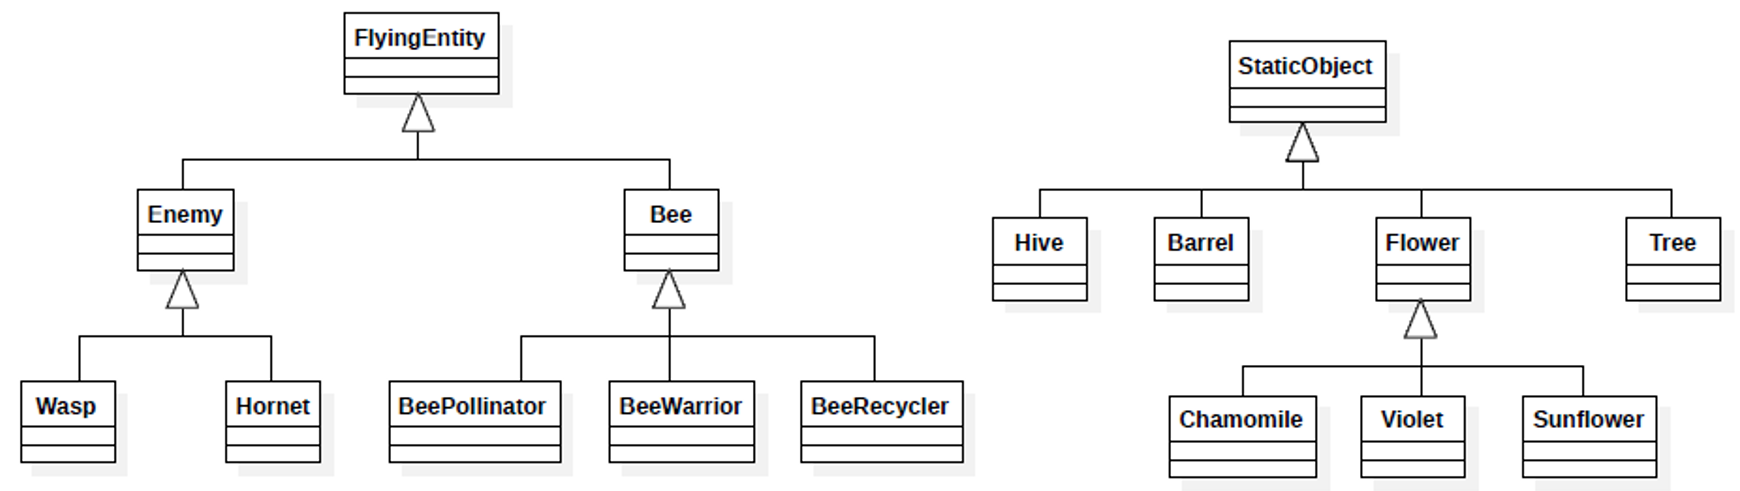 FlyingEntity
StaticObject
Enemy
Bee
Hive
Barrel
Flower
Tree
Wasp
Hornet
BeePollinator
BeeWarrior
BeeRecycler
Chamomile
Violet
Sunflower